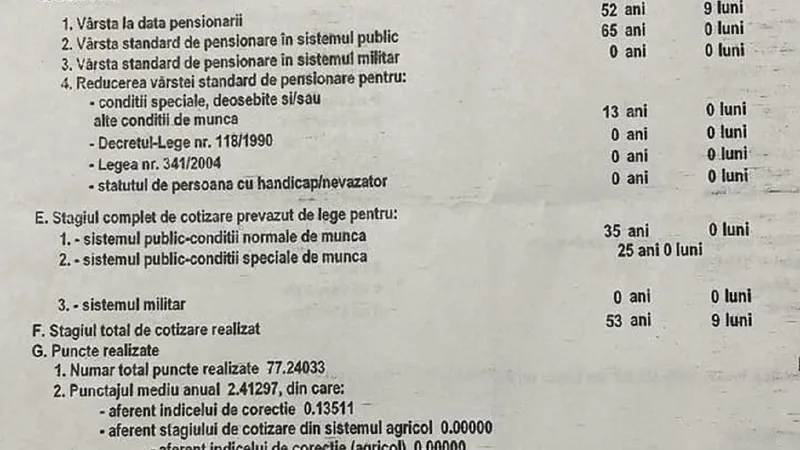 1. Vârsta la data pensionarii 52 ani 9 luni
2. Vârsta standard de pensionare în sistemul public 65 ani 0 luni
3. Vârsta standard de pensionare în sistemul militar 0 ani 0 luni
4. Reducerea vârstei standard de pensionare pentru:
- conditii speciale, deosebite si/sau
alte conditii de munca 13 ani 0 luni
- Decretul-Lege nr. 118/1990 0 ani 0 luni
- Legea nr. 341/2004 0 ani 0 luni
- statutul de persoana cu handicap/nevazator 0 ani 0 luni
E. Stagiul complet de cotizare prevazut de lege pentru:
1. - sistemul public-conditii normale de munca 35 ani 0 luni
2. - sistemul public-conditii speciale de munca 25 ani 0 luni
3. - sistemul militar 0 ani 0 luni
F. Stagiul total de cotizare realizat 53 ani 9 luni
G. Puncte realizate
1. Numar total puncte realizate 77.24033
2. Punctajul mediu anual 2.41297, din care:
- aferent indicelui de corectie 0.13511
- aferent stagiului de cotizare din sistemul agricol 0.00000
- aferent indicelui de corectie (agricol) 0.00000